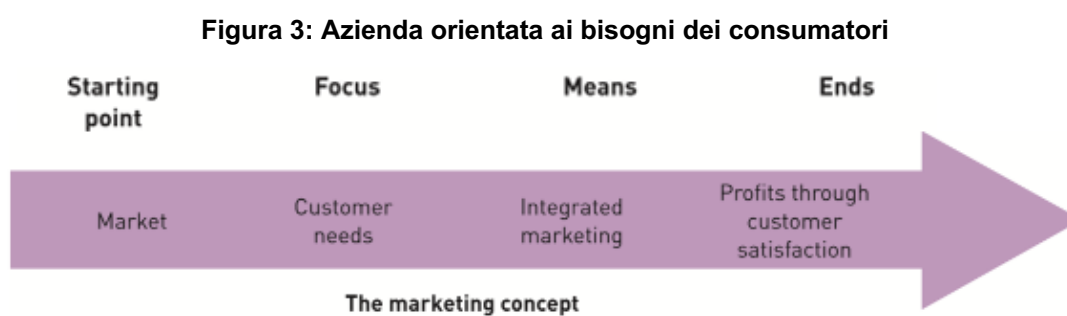 Figura 3: Azienda orientata ai bisogni dei consumatori
Starting
point
Focus
Means
Ends
Market
Customer
needs
Integrated
marketing
Profits through
customer
satisfaction
The marketing concept